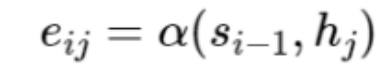 e_{ij} = α(s_{i−1}, h_j)